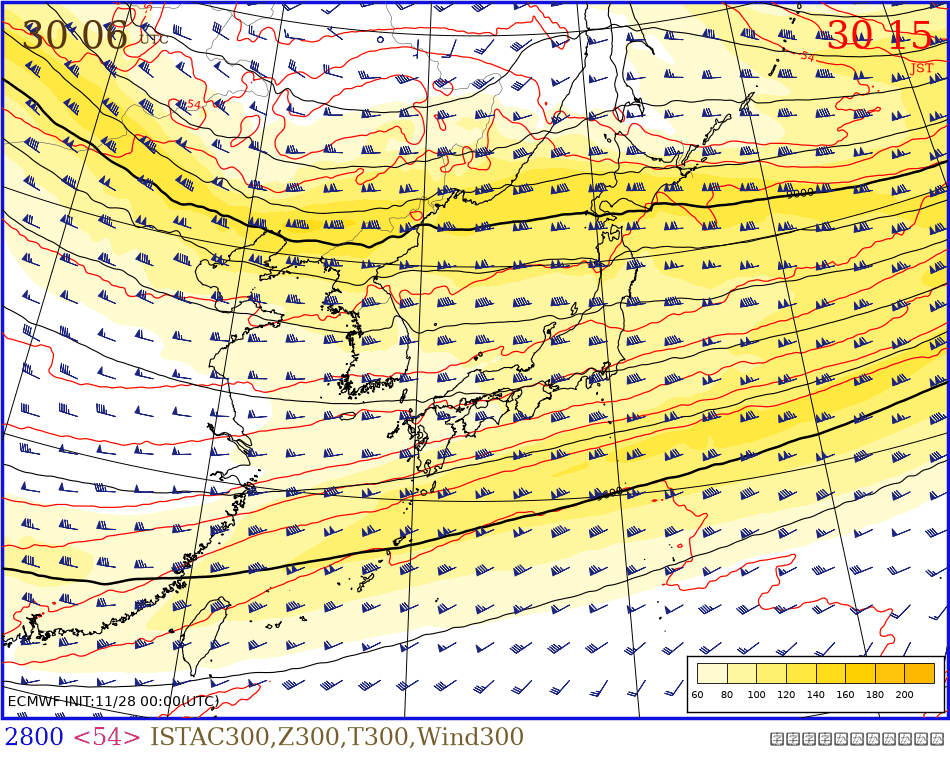 30 06 UTC
30 15 JST
54
54
9000
9600
60 80 100 120 140 160 180 200
ECMWF INIT:11/28 00:00(UTC)
2800 <54> ISTAC300,Z300,T300,Wind300